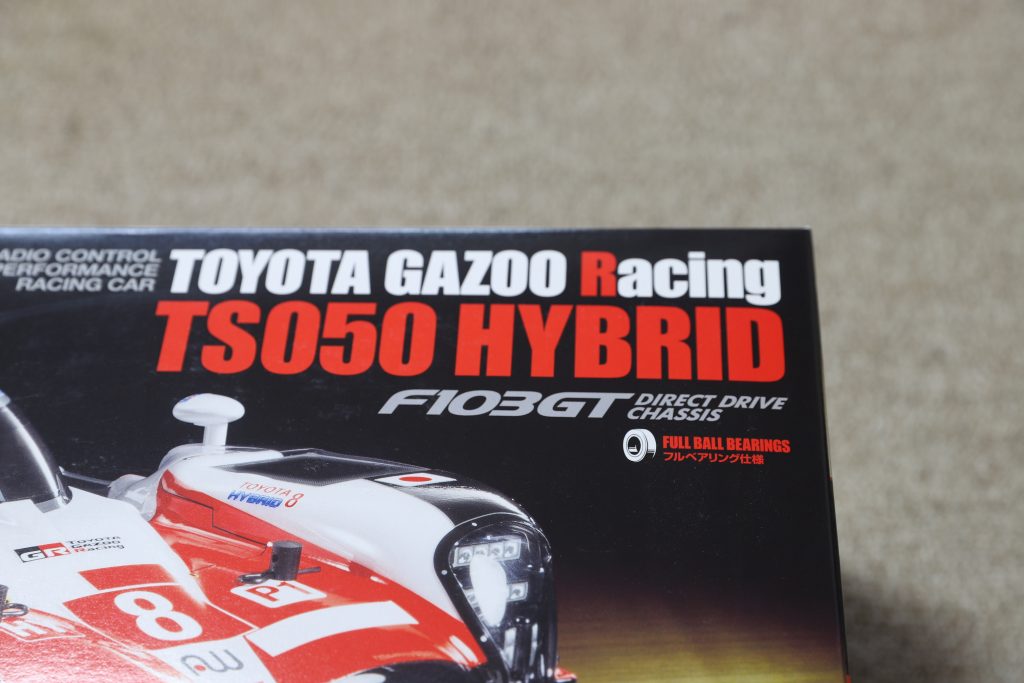 ADIO CONTROL
PERFORMANCE
RACING CAR
TOYOTA GAZOO Racing
TS050 HYBRID
F103GT DIRECT DRIVE
CHASSIS
FULL BALL BEARINGS
フルベアリング仕様
TOYOTA
HYBRID 8
GR TOYOTA
GAZOO
Racing
8
P1